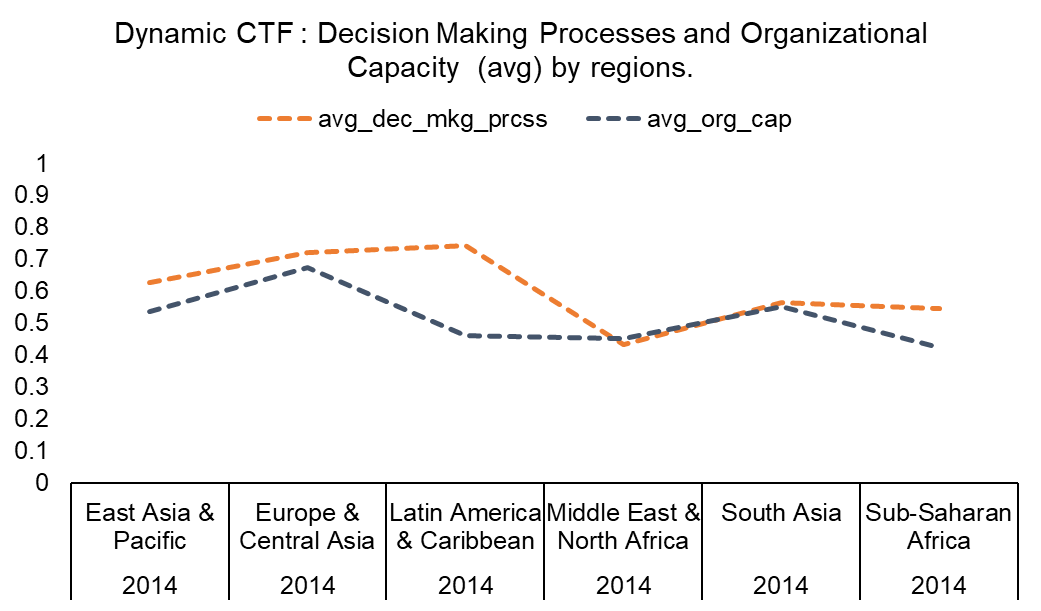 Dynamic CTF : Decision Making Processes and Organizational
Capacity (avg) by regions.
avg_dec_mkg_prcss avg_org_cap
1
0.9
0.8
0.7
0.6
0.5
0.4
0.3
0.2
0.1
0
East Asia & Europe & Latin America Middle East & South Asia Sub-Saharan
Pacific Central Asia & Caribbean North Africa Africa
2014 2014 2014 2014 2014 2014